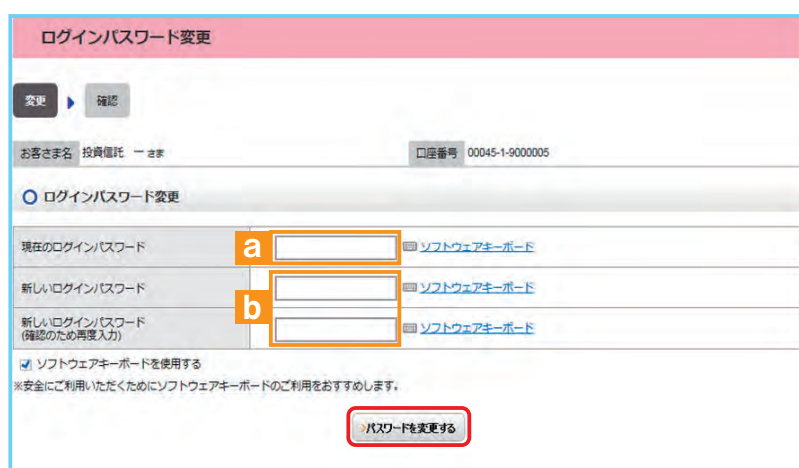 ログインパスワード変更
変更 確認
お客さま名 投資信託 一 さま 口座番号 00045-1-9000005
ログインパスワード変更
現在のログインパスワード a ソフトウェアキーボード
新しいログインパスワード ソフトウェアキーボード
b
新しいログインパスワード
(確認のため再度入力) ソフトウェアキーボード
ソフトウェアキーボードを使用する
※安全にご利用いただくためにソフトウェアキーボードのご利用をおすすめします。
›パスワードを変更する